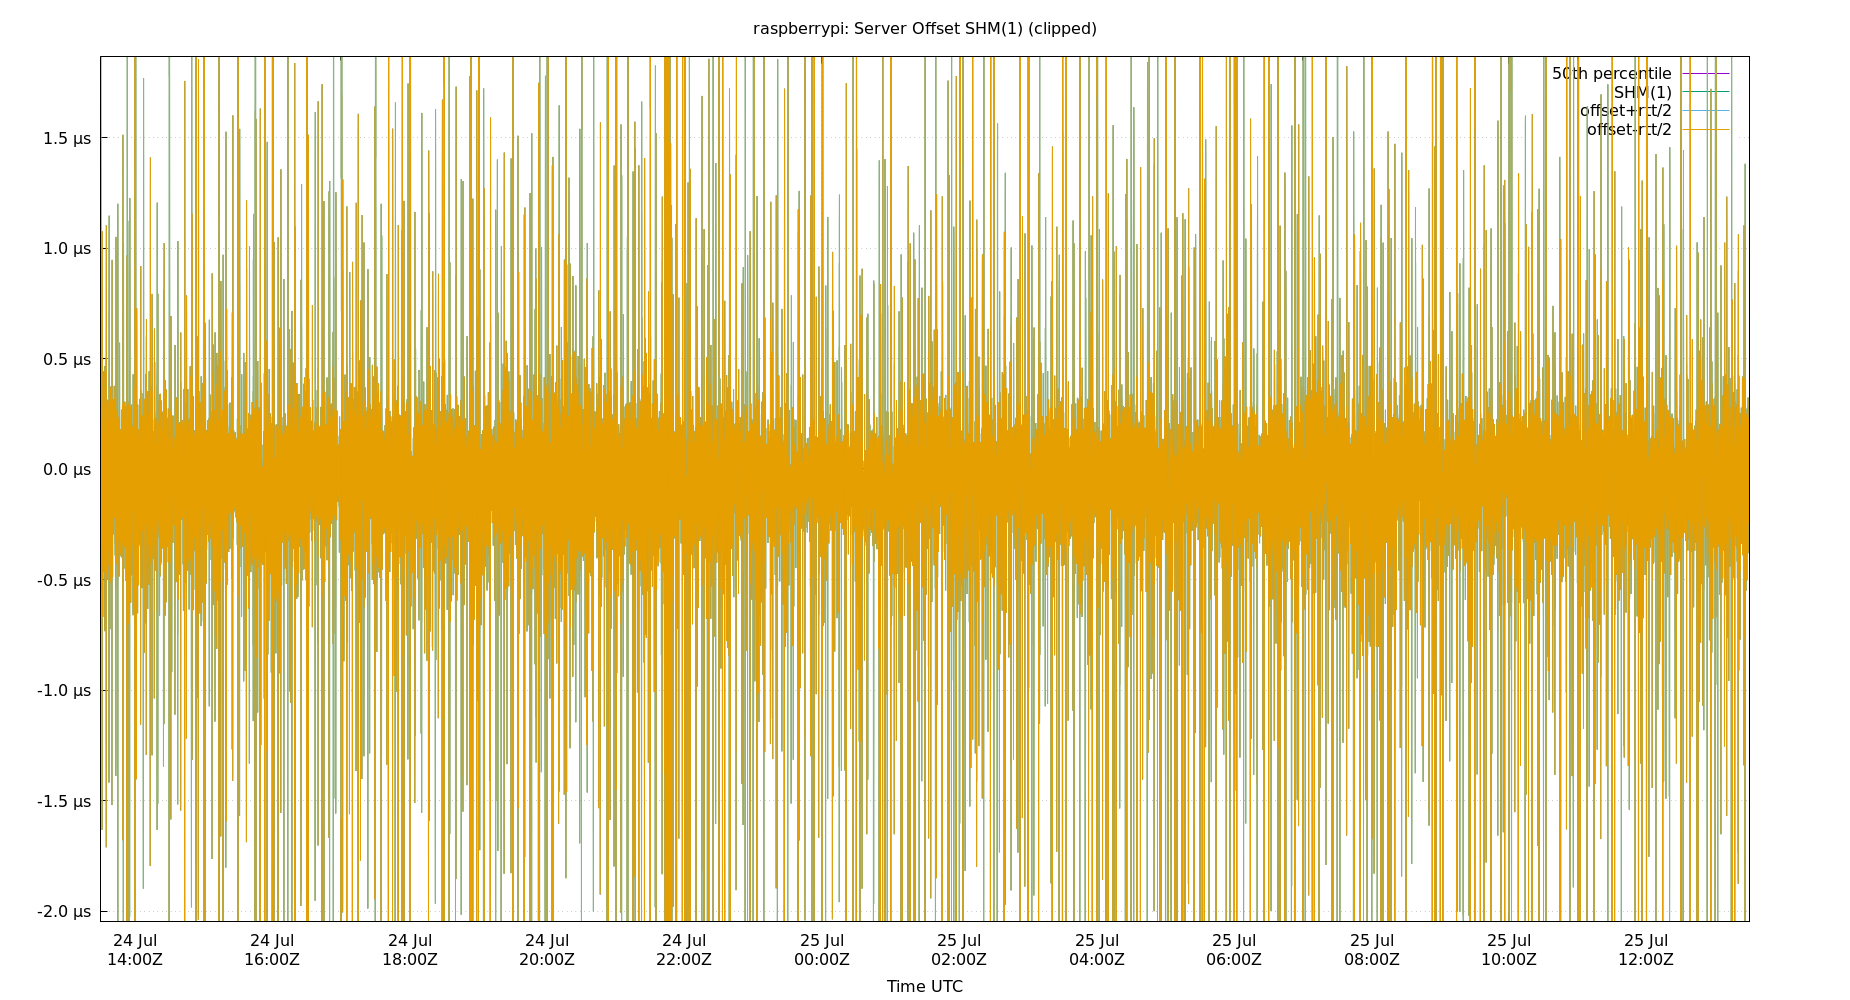 raspberrypi: Server Offset SHM(1) (clipped)
50th percentile
SHM(1)
offset+rtt/2
offset-rtt/2
1.5 µs
1.0 µs
0.5 µs
0.0 µs
-0.5 µs
-1.0 µs
-1.5 µs
-2.0 µs
24 Jul 24 Jul 24 Jul 24 Jul 24 Jul 25 Jul 25 Jul 25 Jul 25 Jul 25 Jul 25 Jul 25 Jul
14:00Z 16:00Z 18:00Z 20:00Z 22:00Z 00:00Z 02:00Z 04:00Z 06:00Z 08:00Z 10:00Z 12:00Z
Time UTC